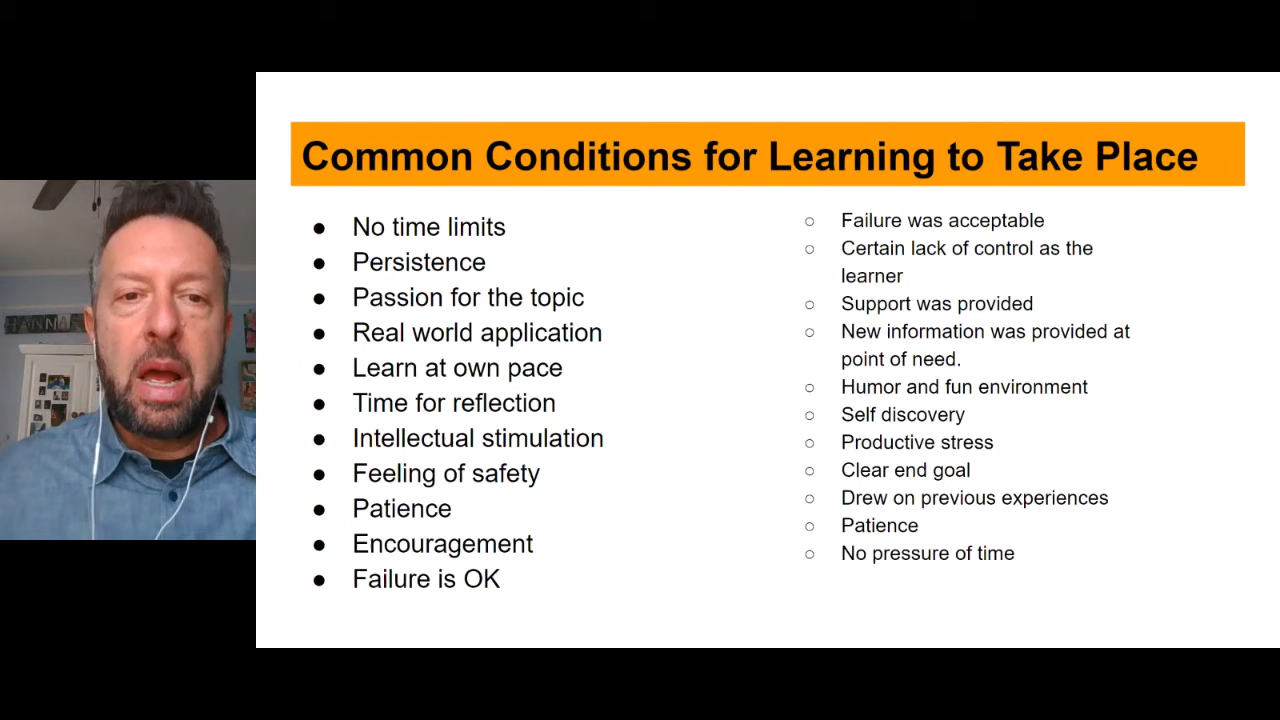 Common Conditions for Learning to Take Place
● No time limits
● Persistence
● Passion for the topic
● Real world application
● Learn at own pace
● Time for reflection
● Intellectual stimulation
● Feeling of safety
● Patience
● Encouragement
● Failure is OK
○ Failure was acceptable
○ Certain lack of control as the
learner
○ Support was provided
○ New information was provided at
point of need.
○ Humor and fun environment
○ Self discovery
○ Productive stress
○ Clear end goal
○ Drew on previous experiences
○ Patience
○ No pressure of time